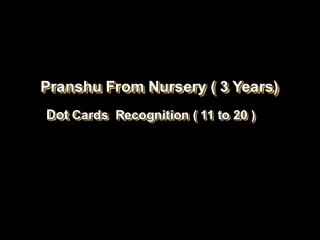 Pranshu From Nursery ( 3 Years)
Dot Cards Recognition ( 11 to 20 )